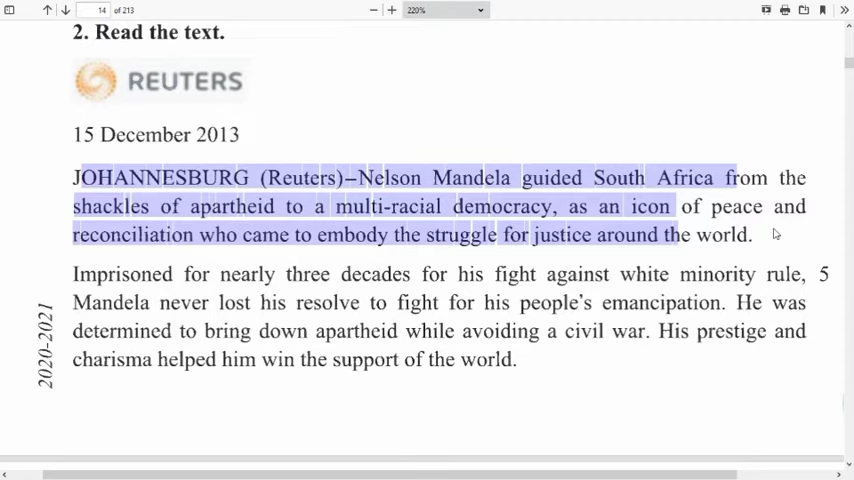 14 of 213
220%
2. Read the text.
REUTERS
15 December 2013
JOHANNESBURG (Reuters)–Nelson Mandela guided South Africa from the
shackles of apartheid to a multi-racial democracy, as an icon of peace and
reconciliation who came to embody the struggle for justice around the world.
Imprisoned for nearly three decades for his fight against white minority rule, 5
Mandela never lost his resolve to fight for his people’s emancipation. He was
determined to bring down apartheid while avoiding a civil war. His prestige and
charisma helped him win the support of the world.
2020-2021